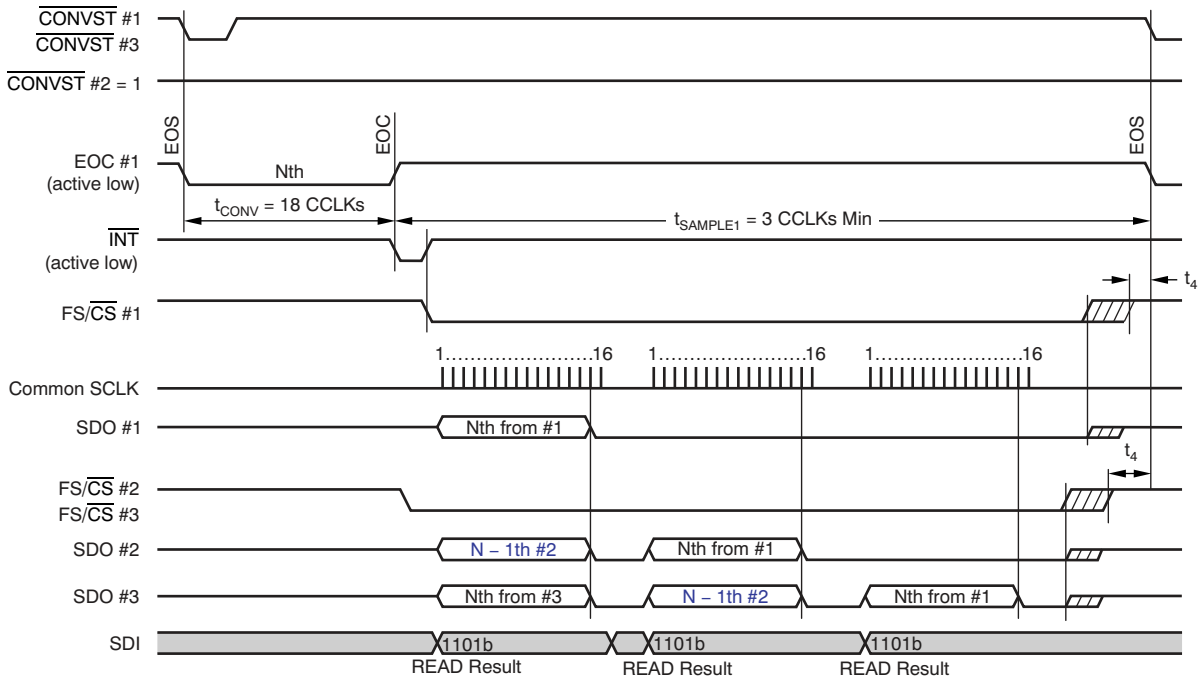 CONVST #1
CONVST #3
CONVST #2 = 1
EOS
EOC
EOS
EOC #1
(active low)
Nth
tCONV = 18 CCLKs
tSAMPLE1 = 3 CCLKs Min
INT
(active low)
t4
FS/CS #1
1.........................16
1.........................16
1.........................16
Common SCLK
SDO #1
Nth from #1
t4
FS/CS #2
FS/CS #3
SDO #2
N − 1th #2
Nth from #1
SDO #3
Nth from #3
N − 1th #2
Nth from #1
SDI
1101b
1101b
1101b
READ Result
READ Result
READ Result